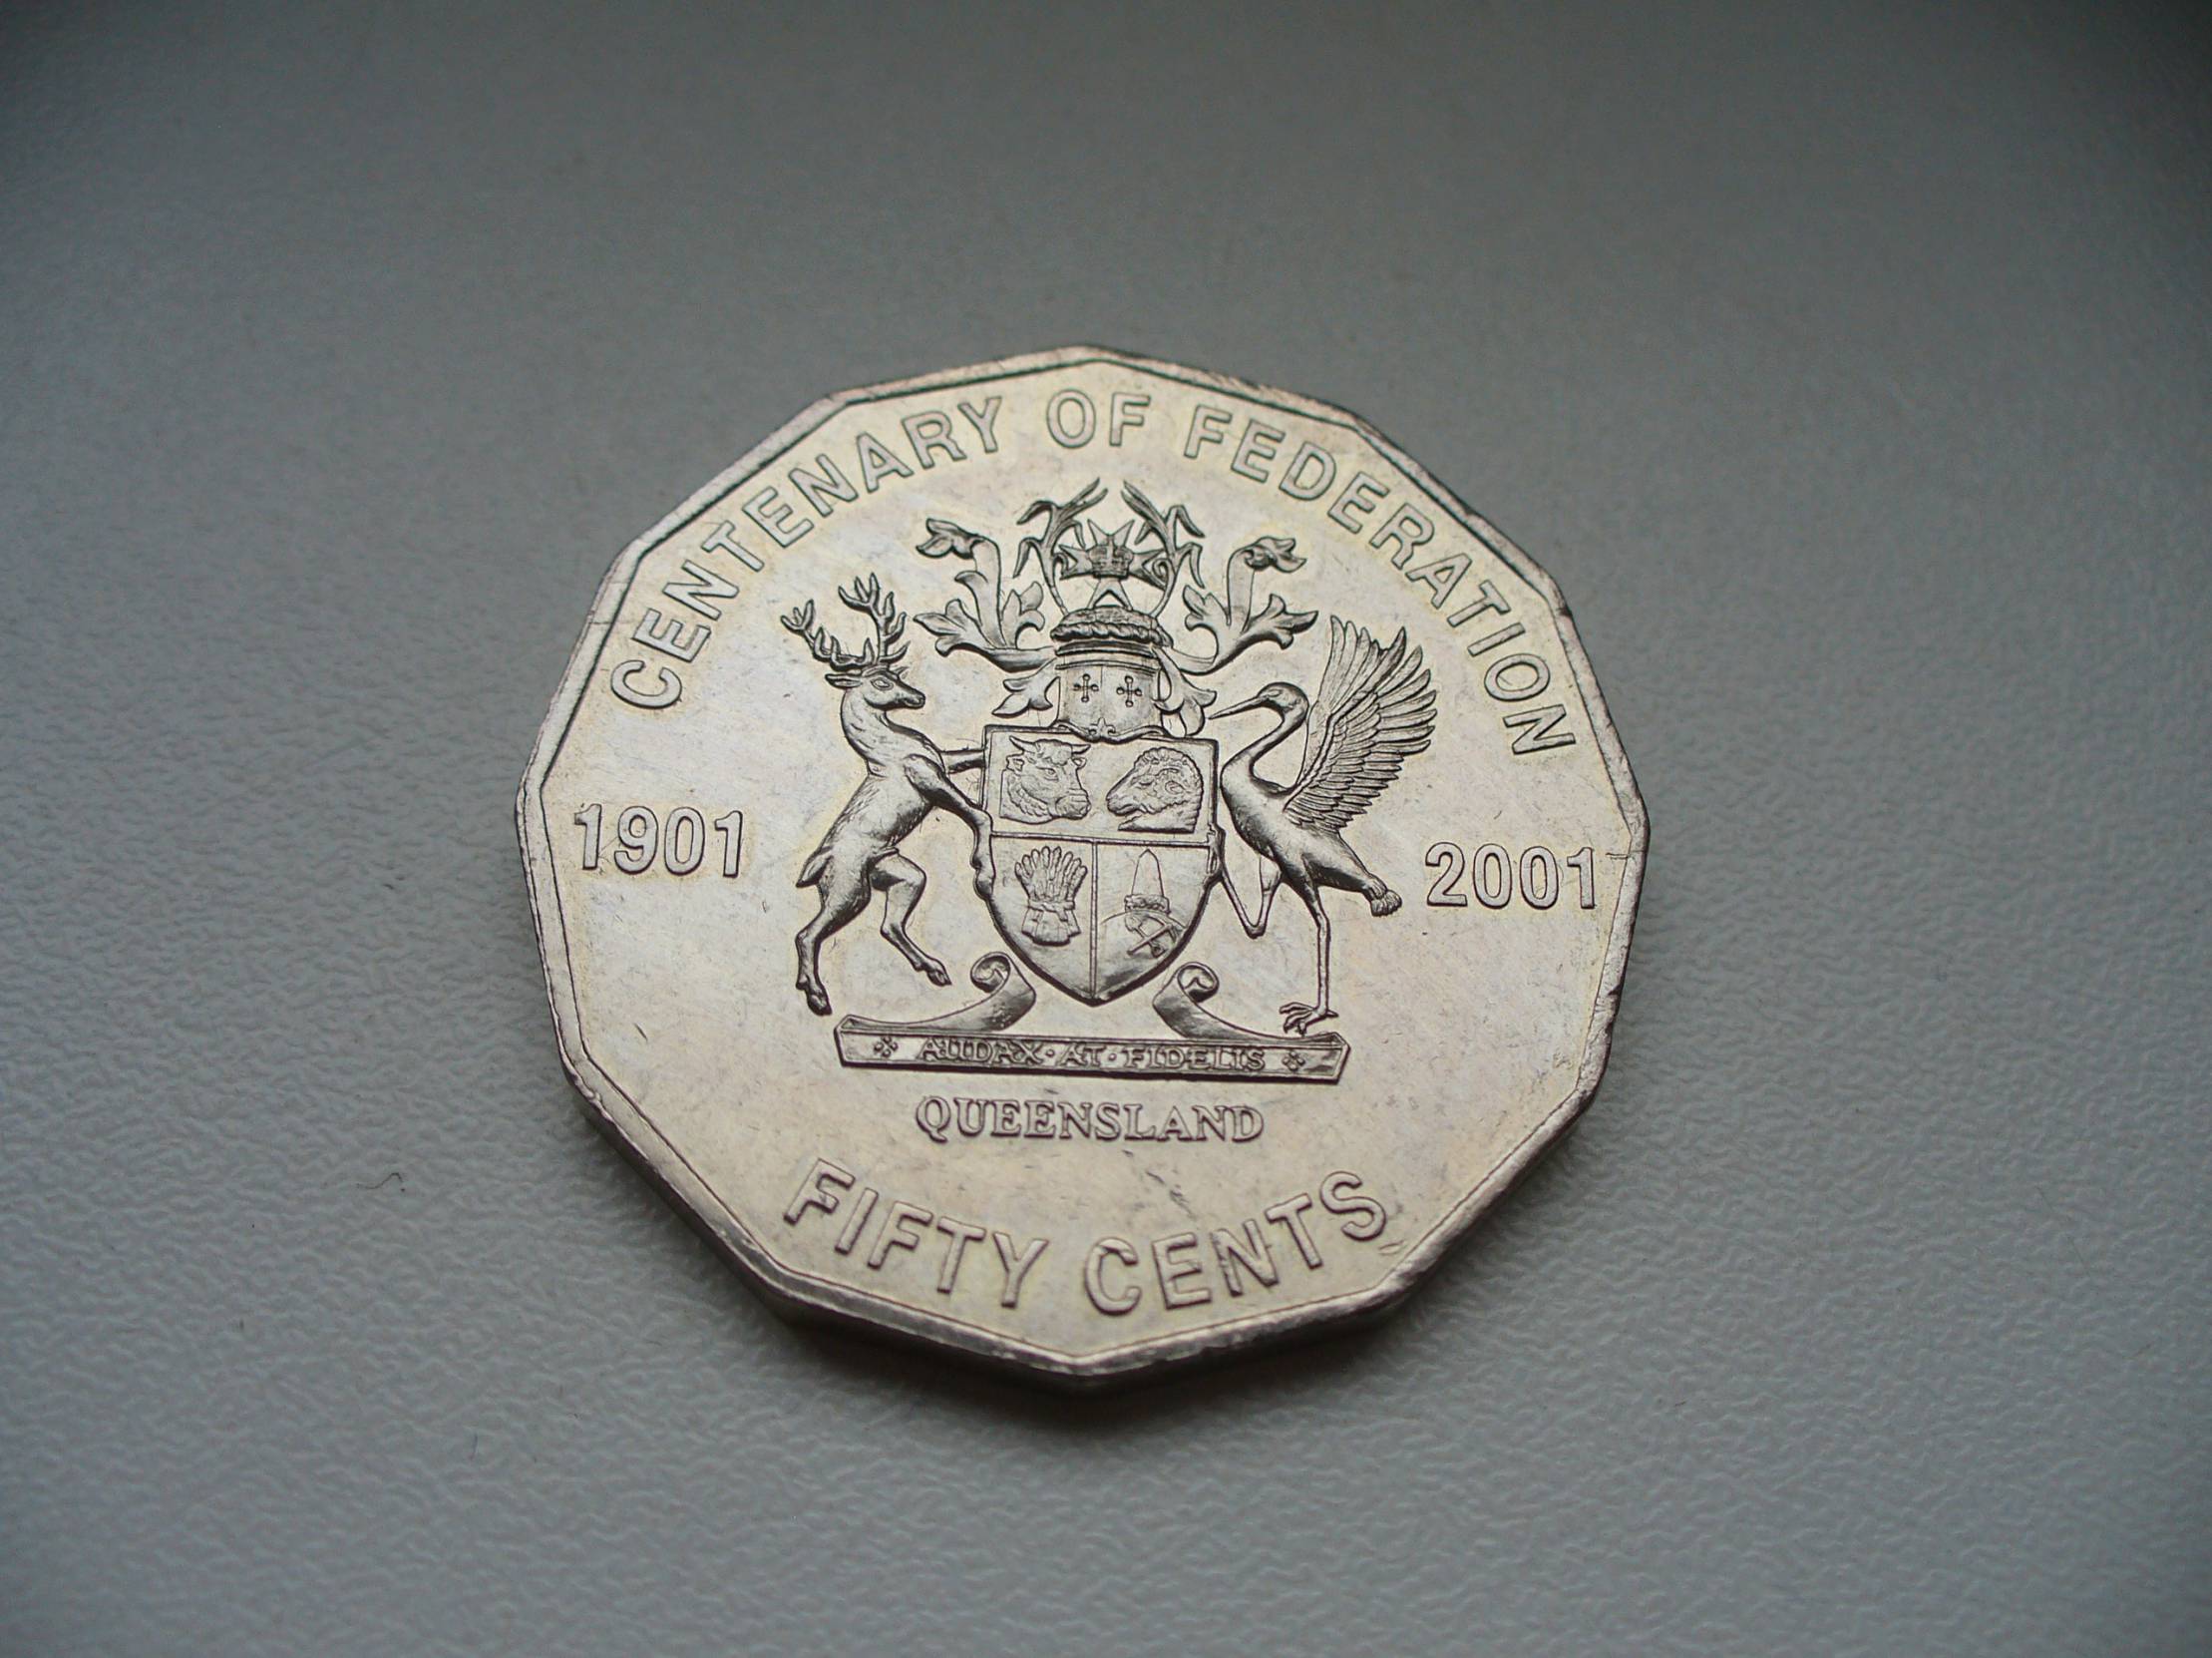 CENTENARY OF FEDERATION
1901
2001
AUDAX · AT · FIDELIS
QUEENSLAND
FIFTY CENTS